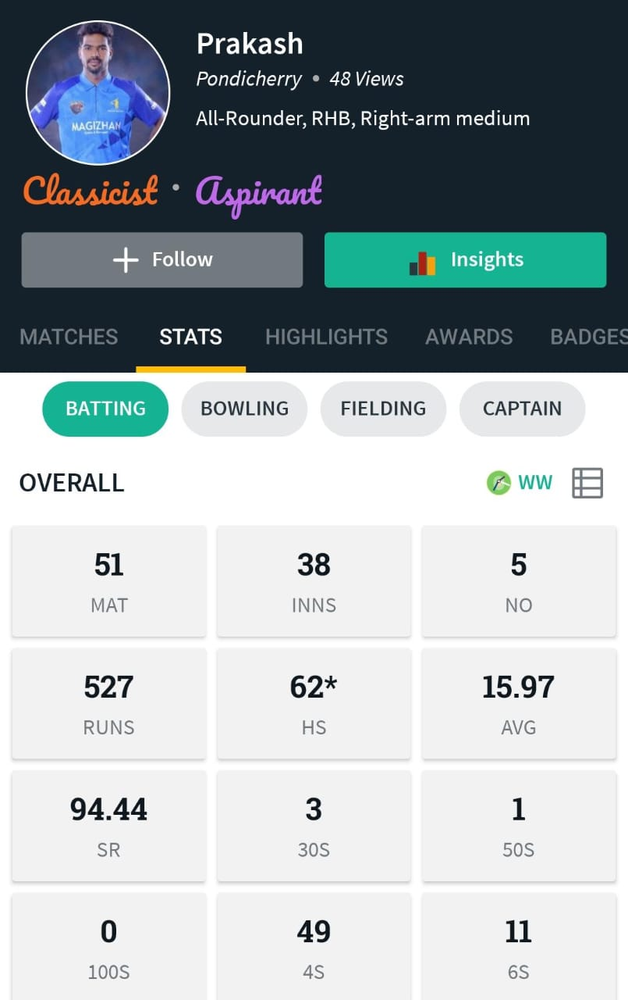 Prakash
Pondicherry • 48 Views
All-Rounder, RHB, Right-arm medium
MAGIZHAN
Classicist • Aspirant
+ Follow
Insights
MATCHES STATS HIGHLIGHTS AWARDS BADGES
BATTING BOWLING FIELDING CAPTAIN
OVERALL WW
51 38 5
MAT INNS NO
527 62* 15.97
RUNS HS AVG
94.44 3 1
SR 30S 50S
0 49 11
100S 4S 6S